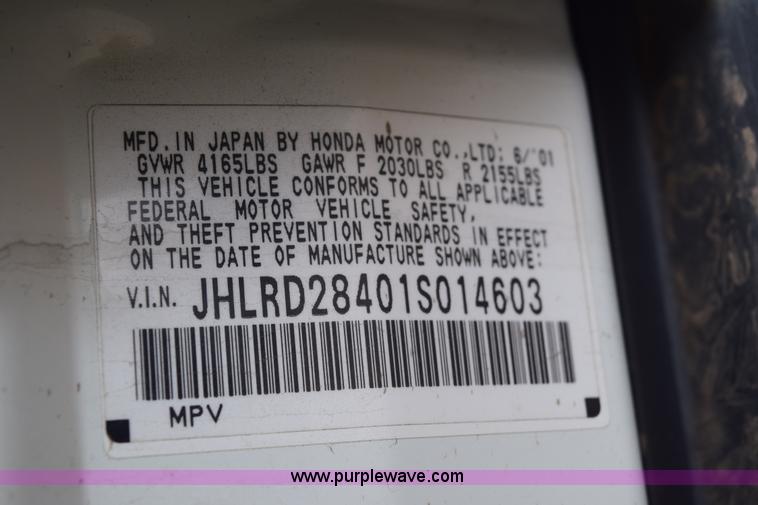 MFD. IN JAPAN BY HONDA MOTOR CO.,LTD: 6/'01
GVWR 4165LBS GAWR F 2030LBS R 2155LBS
THIS VEHICLE CONFORMS TO ALL APPLICABLE
FEDERAL MOTOR VEHICLE SAFETY,
AND THEFT PREVENTION STANDARDS IN EFFECT
ON THE DATE OF MANUFACTURE SHOWN ABOVE:
V.I.N. JHLRD28401S014603
MPV
www.purplewave.com